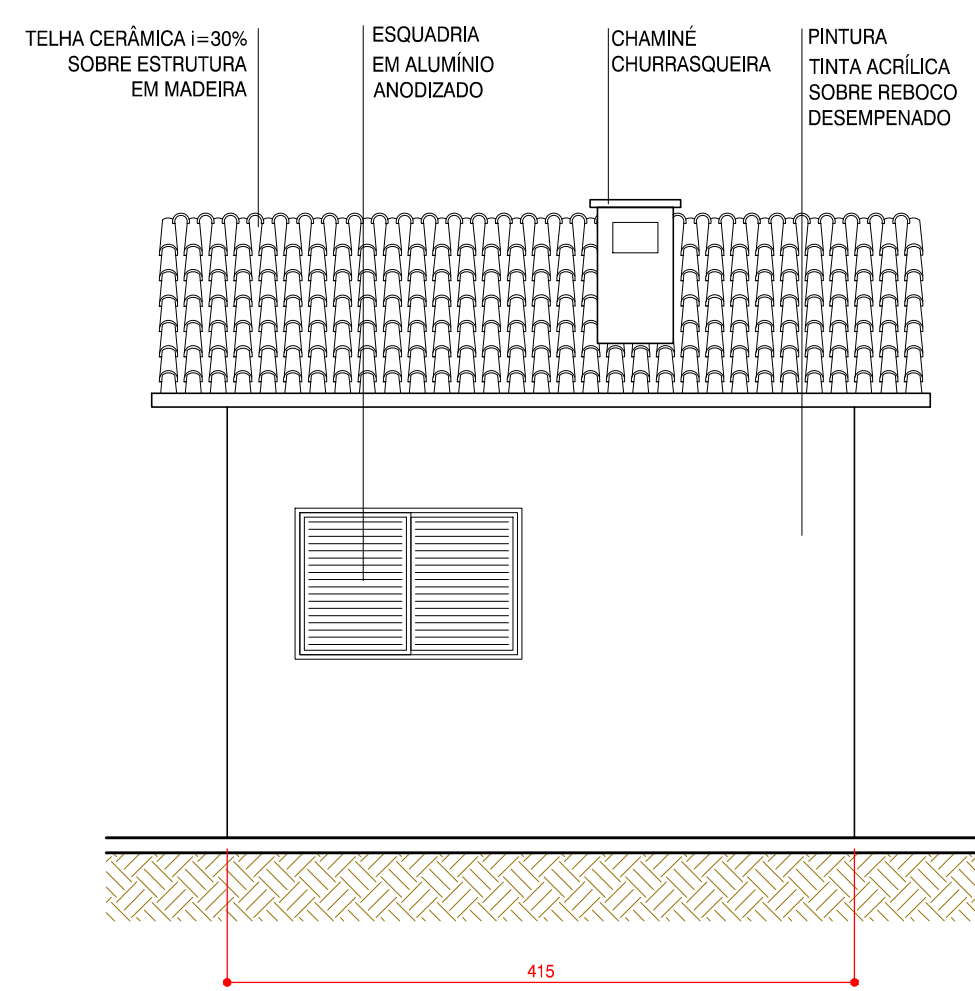 TELHA CERÂMICA i=30%
SOBRE ESTRUTURA
EM MADEIRA
ESQUADRIA
EM ALUMÍNIO
ANODIZADO
CHAMINÉ
CHURRASQUEIRA
PINTURA
TINTA ACRÍLICA
SOBRE REBOCO
DESEMPENADO
415